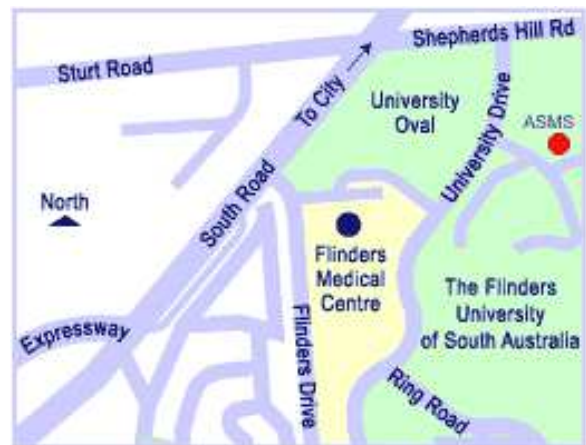 Shepherds Hill Rd
Sturt Road
To City
University
Oval
University Drive
ASMS
South Road
North
Flinders
Medical
Centre
The Flinders
University
of South Australia
Expressway
Flinders Drive
Ring Road